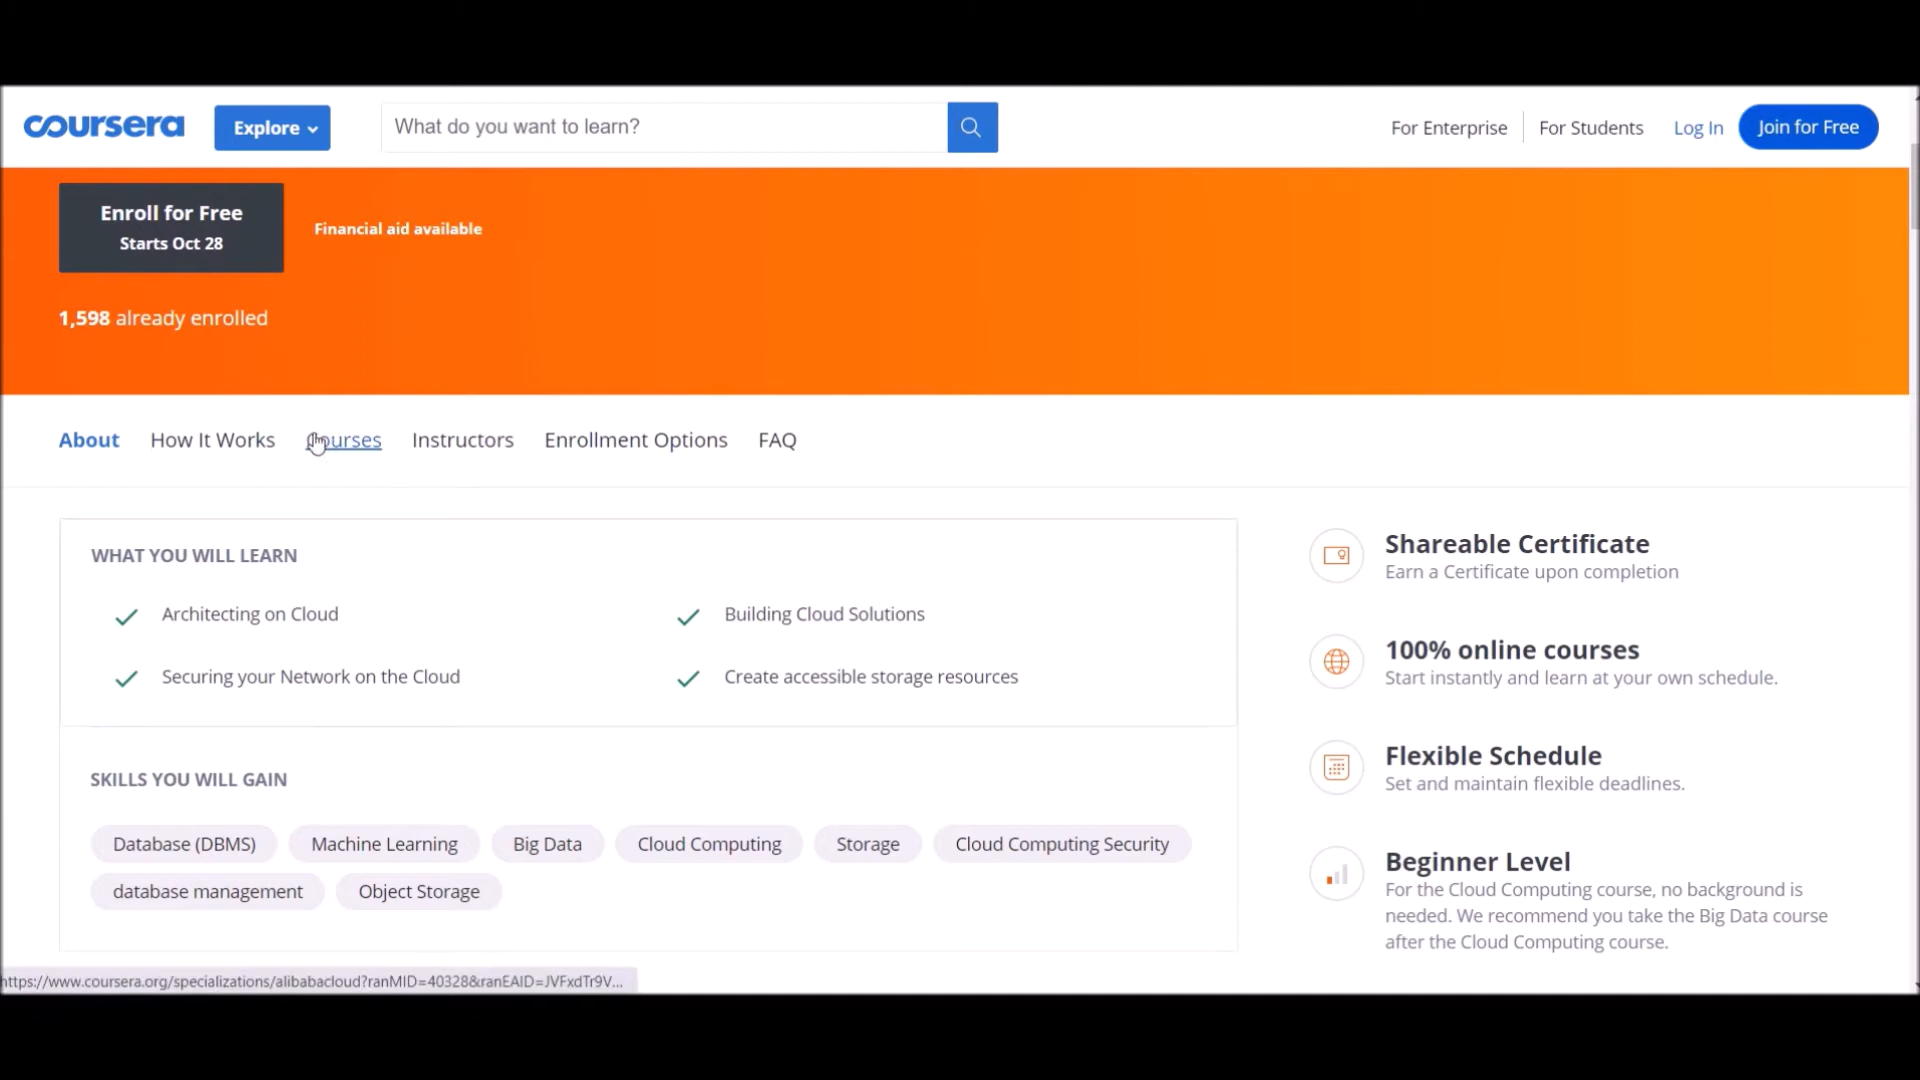 coursera
Explore
What do you want to learn?
For Enterprise
For Students
Log In
Join for Free
Enroll for Free
Starts Oct 28
Financial aid available
1,598 already enrolled
About
How It Works
Courses
Instructors
Enrollment Options
FAQ
WHAT YOU WILL LEARN
Architecting on Cloud
Building Cloud Solutions
Securing your Network on the Cloud
Create accessible storage resources
SKILLS YOU WILL GAIN
Database (DBMS)
Machine Learning
Big Data
Cloud Computing
Storage
Cloud Computing Security
database management
Object Storage
Shareable Certificate
Earn a Certificate upon completion
100% online courses
Start instantly and learn at your own schedule.
Flexible Schedule
Set and maintain flexible deadlines.
Beginner Level
For the Cloud Computing course, no background is
needed. We recommend you take the Big Data course
after the Cloud Computing course.
https://www.coursera.org/specializations/alibabacloud?ranMID=40328&ranEAID=JVFxdTr9V...